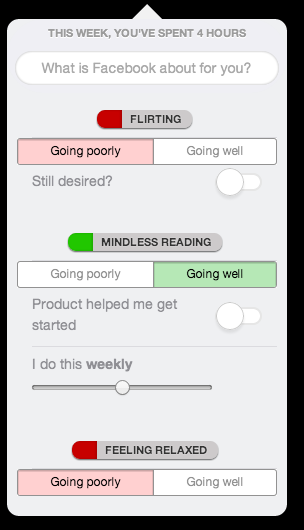 THIS WEEK, YOU'VE SPENT 4 HOURS
What is Facebook about for you?
FLIRTING
Going poorly Going well
Still desired?
MINDLESS READING
Going poorly Going well
Product helped me get
started
I do this weekly
FEELING RELAXED
Going poorly Going well